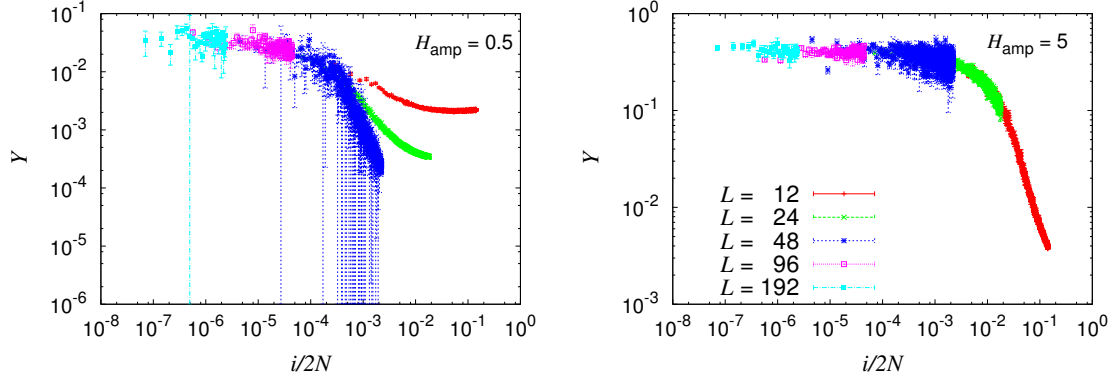 10^0
10^-1
10^-2
10^-3
10^-4
10^-5
10^-6
Y
H_amp = 0.5
10^-8 10^-7 10^-6 10^-5 10^-4 10^-3 10^-2 10^-1 10^0
i/2N
10^0
10^-1
10^-2
10^-3
Y
H_amp = 5
L = 12
L = 24
L = 48
L = 96
L = 192
10^-8 10^-7 10^-6 10^-5 10^-4 10^-3 10^-2 10^-1 10^0
i/2N